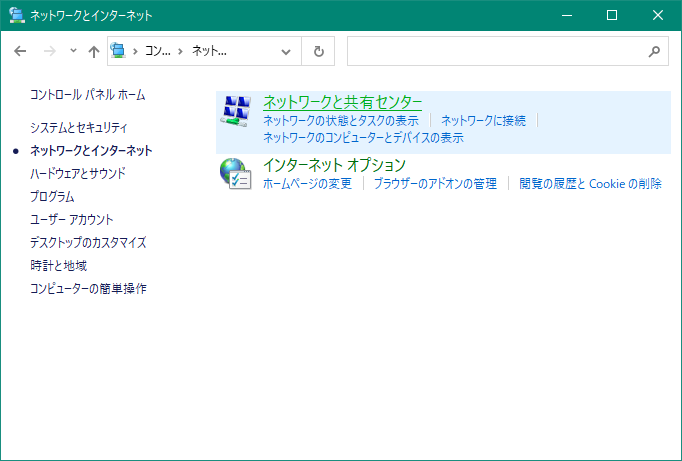 ネットワークとインターネット
コン... ネット...
コントロール パネル ホーム
システムとセキュリティ
ネットワークとインターネット
ハードウェアとサウンド
プログラム
ユーザー アカウント
デスクトップのカスタマイズ
時計と地域
コンピューターの簡単操作
ネットワークと共有センター
ネットワークの状態とタスクの表示 ネットワークに接続
ネットワークのコンピューターとデバイスの表示
インターネット オプション
ホームページの変更 ブラウザーのアドオンの管理 閲覧の履歴と Cookie の削除